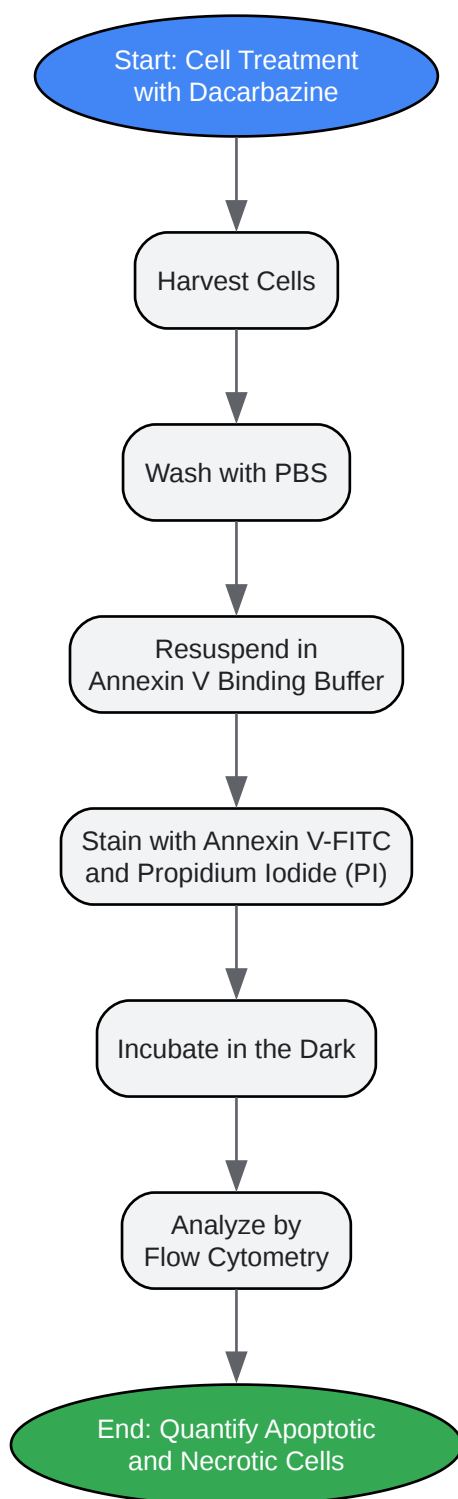 Start: Cell Treatment
with Dacarbazine
Harvest Cells
Wash with PBS
Resuspend in
Annexin V Binding Buffer
Stain with Annexin V-FITC
and Propidium Iodide (PI)
Incubate in the Dark
Analyze by
Flow Cytometry
End: Quantify Apoptotic
and Necrotic Cells